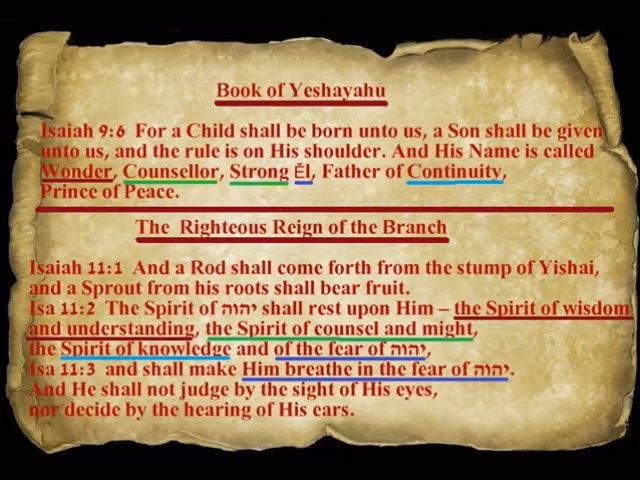 Book of Yeshayahu
Isaiah 9:6 For a Child shall be born unto us, a Son shall be given
unto us, and the rule is on His shoulder. And His Name is called
Wonder, Counsellor, Strong Ěl, Father of Continuity,
Prince of Peace.
The Righteous Reign of the Branch
Isaiah 11:1 And a Rod shall come forth from the stump of Yishai,
and a Sprout from his roots shall bear fruit.
Isa 11:2 The Spirit of יהוה shall rest upon Him – the Spirit of wisdom
and understanding, the Spirit of counsel and might,
the Spirit of knowledge and of the fear of יהוה,
Isa 11:3 and shall make Him breathe in the fear of יהוה.
And He shall not judge by the sight of His eyes,
nor decide by the hearing of His ears.